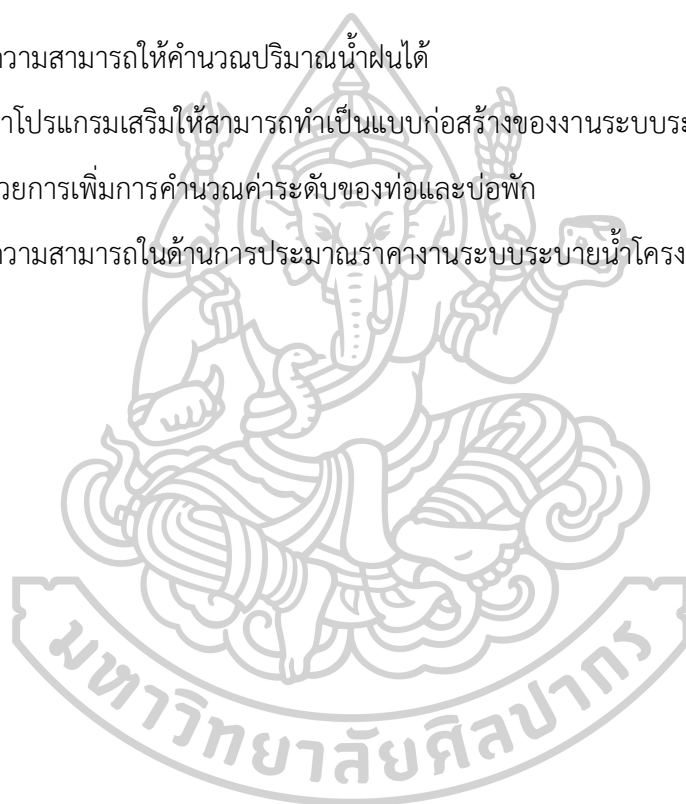 ความสามารถให้คำนวณปริมาณน้ำฝนได้
าโปรแกรมเสริมให้สามารถทำเป็นแบบก่อสร้างของงานระบบระ
วยการเพิ่มการคำนวณค่าระดับของท่อและบ่อพัก
ความสามารถในด้านการประมาณราคางานระบบระบายน้ำโครง
มหาวิทยาลัยศิลปากร